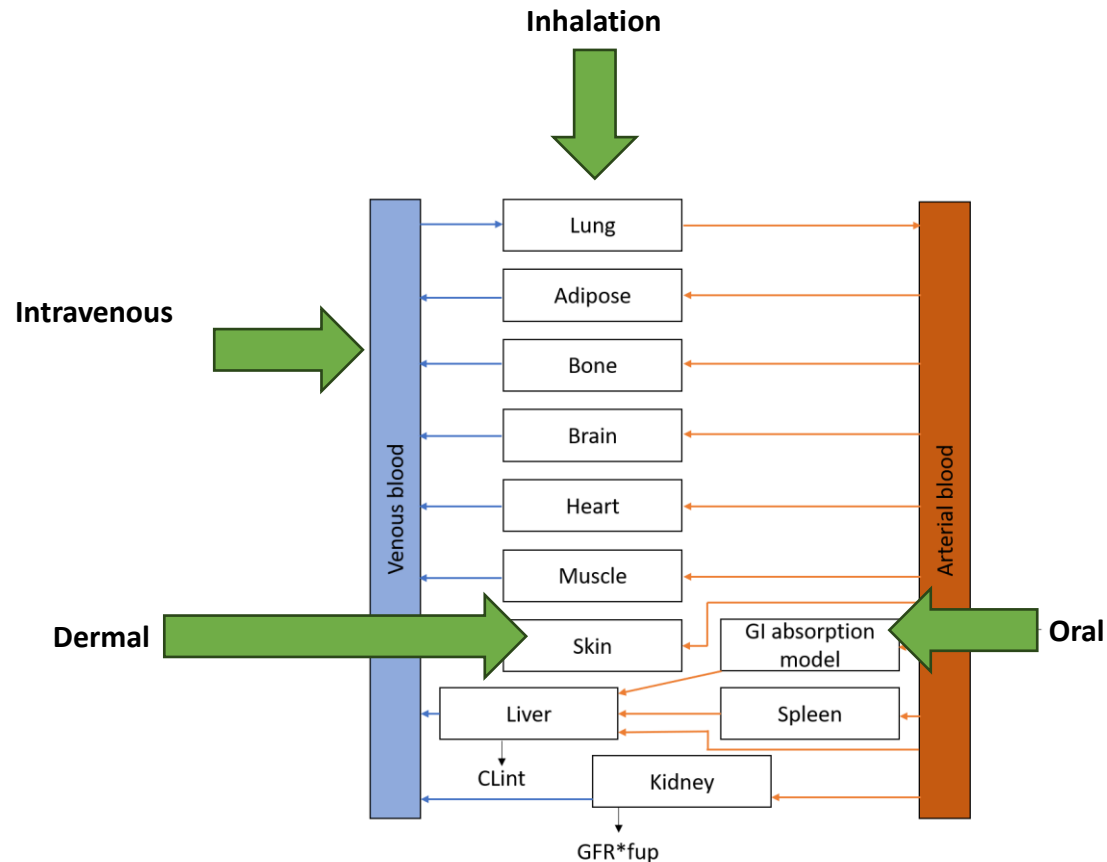 Inhalation
Lung
Adipose
Intravenous
Bone
Brain
Heart
Venous blood
Arterial blood
Muscle
Dermal
Skin
GI absorption
model
Oral
Liver
Spleen
CLint
Kidney
GFR*fup